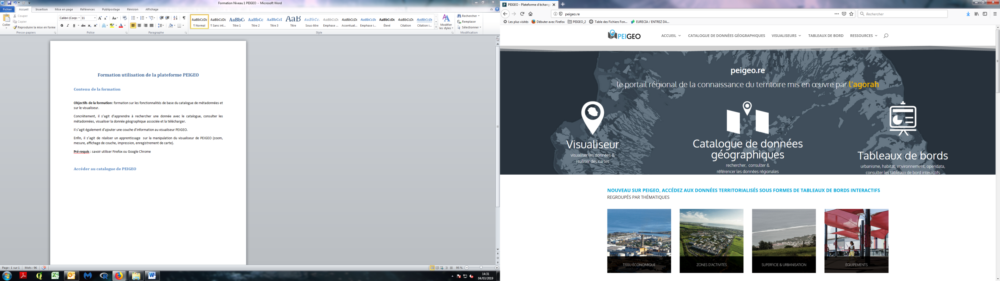 Formation Niveau 1 PEIGEO - Microsoft Word
Fichier Accueil Insertion Mise en page Références Publipostage Révision Affichage
Coller
Couper
Copier
Reproduire la mise en forme
Presse-papiers
Calibri (Corps 11
G I S abc
Police
Paragraphe
AaBbCcDc AaBbCcDc AaBbC AaBbCc AaBbCcI AaB AaBbCc. AaBbCcDc AaBbCcDc AaBbCcDc AaBbCcDc AaBbCcDc AaBbCcDc
¶ Normal ¶ Sans int... Titre 1 Titre 2 Titre 3 Titre Sous-titre Emphase ... Accentuat... Emphase i... Élevé Citation Citation i...
Style
Modifier
les styles
Rechercher
Remplacer
Sélectionner
Modification
Formation utilisation de la plateforme PEIGEO
Contenu de la formation
Objectifs de la formation : formation sur les fonctionnalités de base du catalogue de métadonnées et
sur le visualiseur.
Concrètement, il s’agit d’apprendre à rechercher une donnée avec le catalogue, consulter les
métadonnées, visualiser la donnée géographique associée et la télécharger.
Il s’agit également d’ajouter une couche d’information au visualiseur PEIGEO.
Enfin, il s’agit de réaliser un apprentissage sur la manipulation du visualiseur de PEIGEO (zoom,
mesure, affichage de couche, impression, enregistrement de carte).
Pré-requis : savoir utiliser Firefox ou Google Chrome
Accéder au catalogue de PEIGEO
Page : 1 sur 1 Mots : 96
95 %
14:31
04/03/2019
PEIGEO - Plateforme d'échang
peigeo.re
Rechercher
Les plus visités Débuter avec Firefox PEIGEO_2 Table des Fichiers Fon... EURECIA / ENTREZ DA...
PEIGEO
ACCUEIL CATALOGUE DE DONNÉES GÉOGRAPHIQUES VISUALISEURS TABLEAUX DE BORD RESSOURCES
peigeo.re
le portail régional de la connaissance du territoire mis en œuvre par l’agorah
Visualiseur
visualiser les données &
réaliser des cartes
Catalogue de données
géographiques
rechercher, consulter &
référencer les données régionales
Tableaux de bords
urbanisme, habitat, environnement, opendata,
consulter les tableaux de bord interactifs
NOUVEAU SUR PEIGEO, ACCÉDEZ AUX DONNÉES TERRITORIALISÉS SOUS FORMES DE TABLEAUX DE BORDS INTERACTIFS
REGROUPÉS PAR THÉMATIQUES
TISSU ÉCONOMIQUE
ZONES D'ACTIVITÉS
SUPERFICIE & URBANISATION
ÉQUIPEMENTS